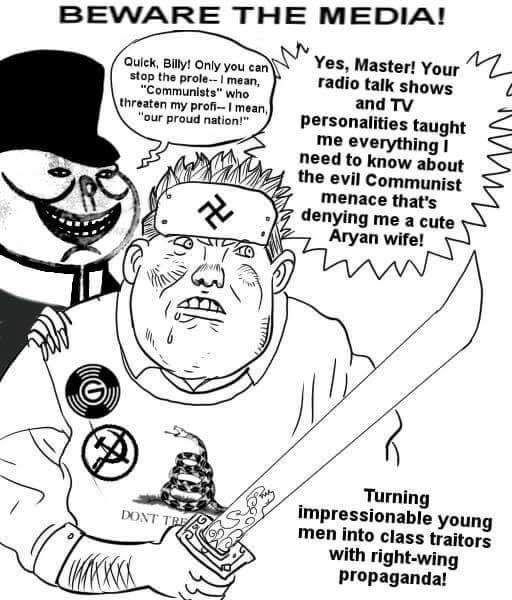 BEWARE THE MEDIA!
Quick, Billy! Only you can
stop the prole-- I mean,
"Communists" who
threaten my profi-- I mean,
"our proud nation!"
Yes, Master! Your
radio talk shows
and TV
personalities taught
me everything I
need to know about
the evil Communist
menace that's
denying me a cute
Aryan wife!
G
DONT TRE
Turning
impressionable young
men into class traitors
with right-wing
propaganda!